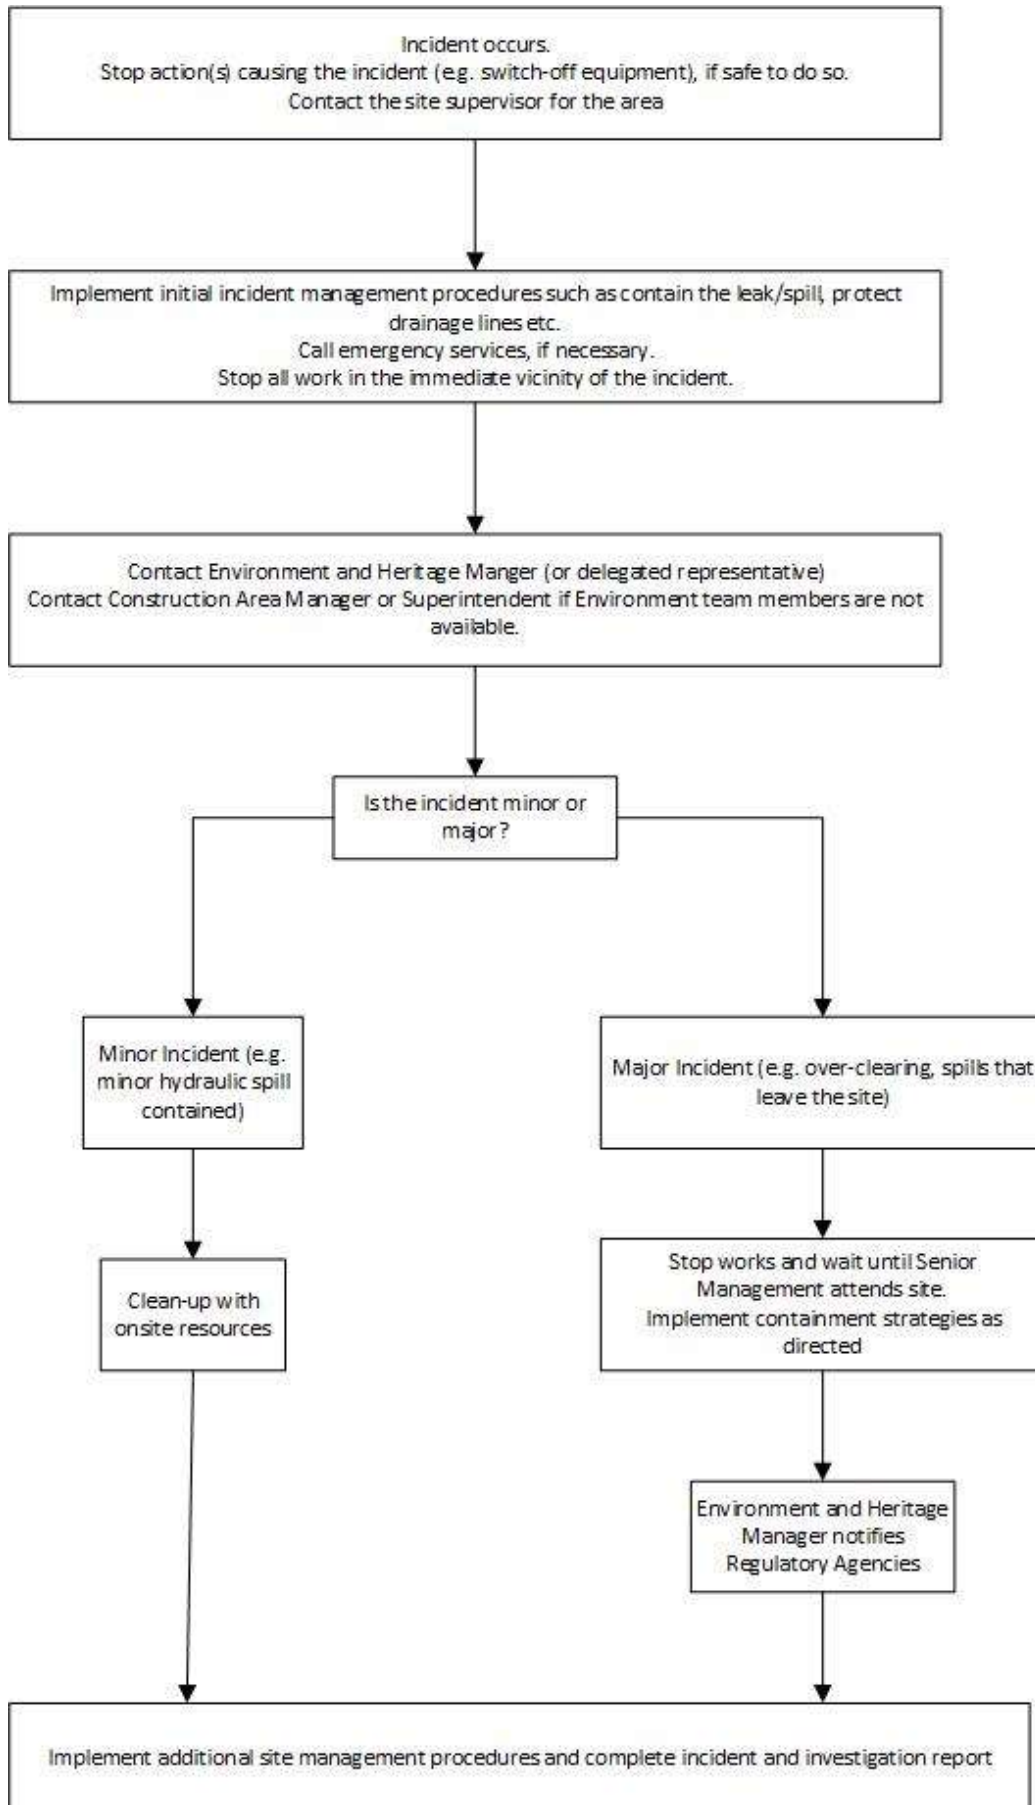 Incident occurs.
Stop action(s) causing the incident (e.g. switch-off equipment), if safe to do so.
Contact the site supervisor for the area
Implement initial incident management procedures such as contain the leak/spill, protect
drainage lines etc.
Call emergency services, if necessary.
Stop all work in the immediate vicinity of the incident.
Contact Environment and Heritage Manger (or delegated representative)
Contact Construction Area Manager or Superintendent if Environment team members are not
available.
Is the incident minor or
major?
Minor Incident (e.g.
minor hydraulic spill
contained)
Clean-up with
onsite resources
Major Incident (e.g. over-clearing, spills that
leave the site)
Stop works and wait until Senior
Management attends site.
Implement containment strategies as
directed
Environment and Heritage
Manager notifies
Regulatory Agencies
Implement additional site management procedures and complete incident and investigation report